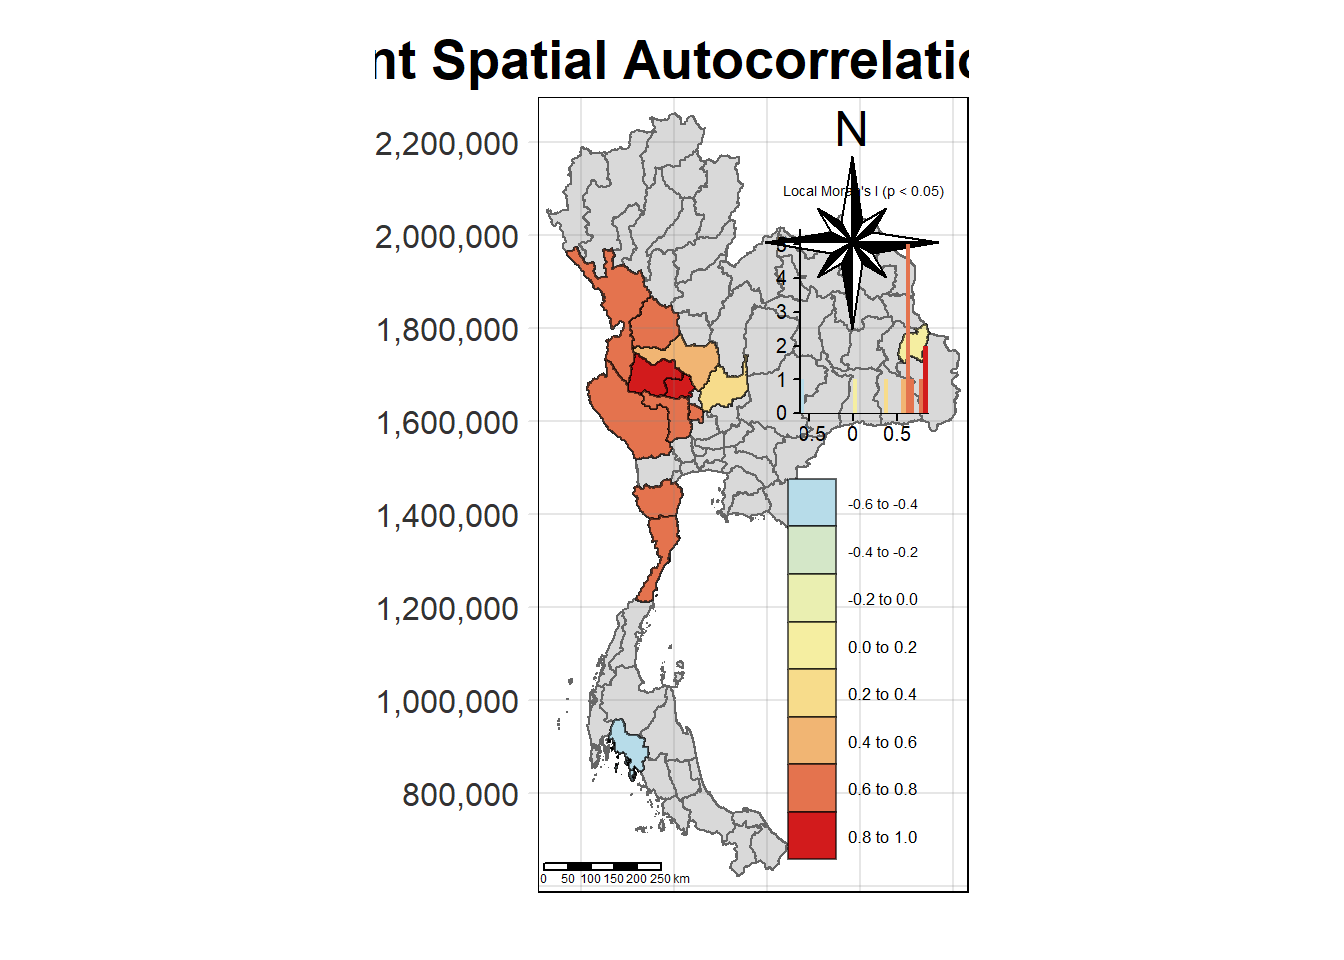 nt Spatial Autocorrelatio
N
Local Moran's I (p < 0.05)
2,200,000
2,000,000
1,800,000
1,600,000
1,400,000
1,200,000
1,000,000
800,000
5
4
3
2
1
0
0.5 0 0.5
-0.6 to -0.4
-0.4 to -0.2
-0.2 to 0.0
0.0 to 0.2
0.2 to 0.4
0.4 to 0.6
0.6 to 0.8
0.8 to 1.0
0 50 100 150 200 250 km